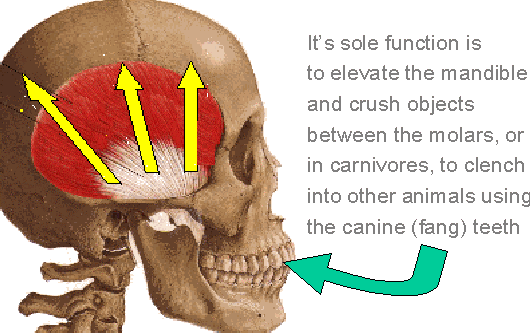 It's sole function is
to elevate the mandible
and crush objects
between the molars, or
in carnivores, to clench
into other animals using
the canine (fang) teeth